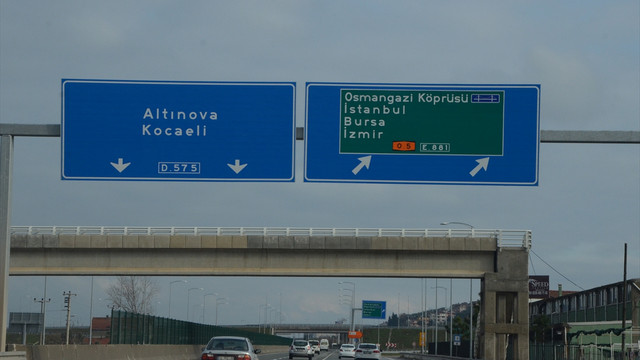 Altınova
Kocaeli
D.575
Osmangazi Köprüsü
İstanbul
Bursa
İzmir
O.5 E.881